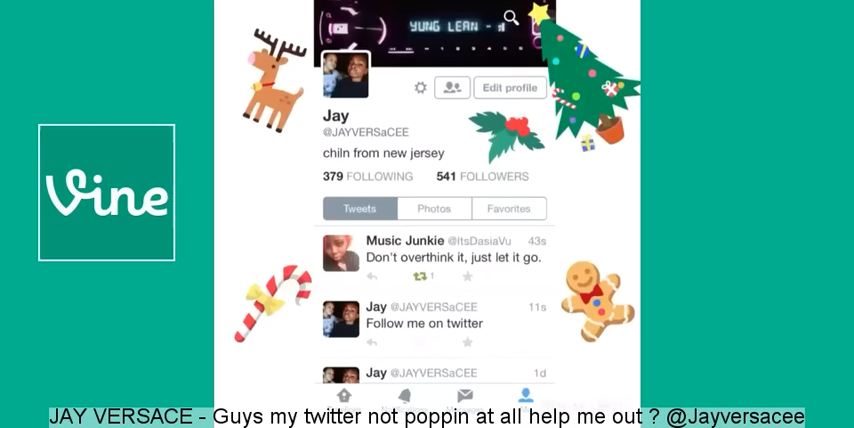 YUNG LEAN -
Edit profile
Jay
@JAYVERSaCEE
chiln from new jersey
379 FOLLOWING 541 FOLLOWERS
Tweets Photos Favorites
Vine
Music Junkie @ItsDasiaVu 43s
Don't overthink it, just let it go.
1
Jay @JAYVERSaCEE 11s
Follow me on twitter
Jay @JAYVERSaCEE 1d
JAY VERSACE - Guys my twitter not poppin at all help me out ? @Jayversacee